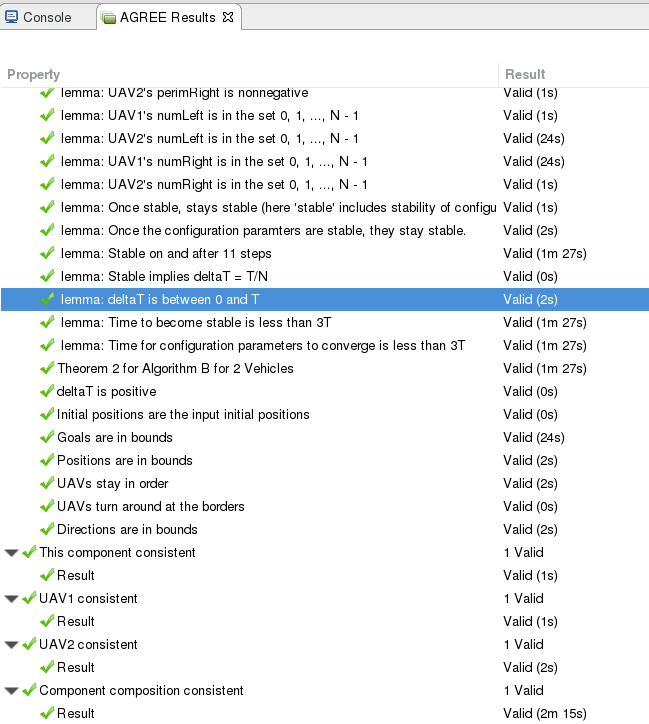 Console AGREE Results
Property Result
lemma: UAV2's perimRight is nonnegative Valid (1s)
lemma: UAV1's numLeft is in the set 0, 1, ..., N - 1 Valid (1s)
lemma: UAV2's numLeft is in the set 0, 1, ..., N - 1 Valid (24s)
lemma: UAV1's numRight is in the set 0, 1, ..., N - 1 Valid (24s)
lemma: UAV2's numRight is in the set 0, 1, ..., N - 1 Valid (1s)
lemma: Once stable, stays stable (here 'stable' includes stability of configu Valid (1s)
lemma: Once the configuration paramters are stable, they stay stable. Valid (2s)
lemma: Stable on and after 11 steps Valid (1m 27s)
lemma: Stable implies deltaT = T/N Valid (0s)
lemma: deltaT is between 0 and T Valid (2s)
lemma: Time to become stable is less than 3T Valid (1m 27s)
lemma: Time for configuration parameters to converge is less than 3T Valid (1m 27s)
Theorem 2 for Algorithm B for 2 Vehicles Valid (1m 27s)
deltaT is positive Valid (0s)
Initial positions are the input initial positions Valid (0s)
Goals are in bounds Valid (24s)
Positions are in bounds Valid (2s)
UAVs stay in order Valid (2s)
UAVs turn around at the borders Valid (0s)
Directions are in bounds Valid (2s)
This component consistent 1 Valid
Result Valid (1s)
UAV1 consistent 1 Valid
Result Valid (1s)
UAV2 consistent 1 Valid
Result Valid (2s)
Component composition consistent 1 Valid
Result Valid (2m 15s)